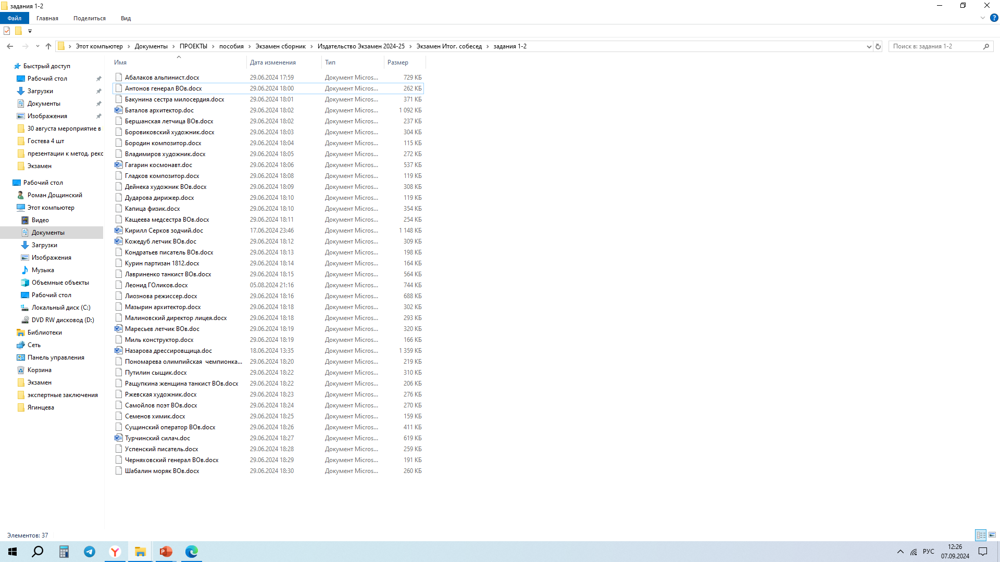 задания 1-2
Файл Главная Поделиться Вид
Этот компьютер Документы ПРОЕКТЫ пособия Экзамен сборник Издательство Экзамен 2024-25 Экзамен Итог. собесед задания 1-2 Поиск в: задания 1-2
Быстрый доступ
Рабочий стол
Загрузки
Документы
Изображения
30 августа мероприятие в
Гостева 4 шт
презентации к метод. рекс
Экзамен
Рабочий стол
Роман Дощинский
Этот компьютер
Видео
Документы
Загрузки
Изображения
Музыка
Объемные объекты
Рабочий стол
Локальный диск (C:)
DVD RW дисковод (D:)
Библиотеки
Сеть
Панель управления
Корзина
Экзамен
экспертные заключения
Ягинцева
Имя Дата изменения Тип Размер
Абалаков альпинист.docx 29.06.2024 17:59 Документ Micros... 729 КБ
Антонов генерал ВОв.docx 29.06.2024 18:00 Документ Micros... 262 КБ
Бакунина сестра милосердия.docx 29.06.2024 18:01 Документ Micros... 371 КБ
Баталов архитектор.doc 29.06.2024 18:02 Документ Micros... 1 092 КБ
Бершанская летчица ВОв.docx 29.06.2024 18:02 Документ Micros... 237 КБ
Боровиковский художник.docx 29.06.2024 18:03 Документ Micros... 304 КБ
Бородин композитор.docx 29.06.2024 18:04 Документ Micros... 115 КБ
Владимиров художник.docx 29.06.2024 18:05 Документ Micros... 272 КБ
Гагарин космонавт.doc 29.06.2024 18:06 Документ Micros... 537 КБ
Гладков композитор.docx 29.06.2024 18:08 Документ Micros... 119 КБ
Дейнека художник ВОв.docx 29.06.2024 18:09 Документ Micros... 308 КБ
Дударова дирижер.docx 29.06.2024 18:10 Документ Micros... 119 КБ
Капица физик.docx 29.06.2024 18:10 Документ Micros... 354 КБ
Кащеева медсестра ВОв.docx 29.06.2024 18:11 Документ Micros... 254 КБ
Кирилл Серков зодчий.doc 17.06.2024 23:46 Документ Micros... 1 148 КБ
Кожедуб летчик ВОв.doc 29.06.2024 18:12 Документ Micros... 309 КБ
Кондратьев писатель ВОв.docx 29.06.2024 18:13 Документ Micros... 198 КБ
Курин партизан 1812.docx 29.06.2024 18:14 Документ Micros... 164 КБ
Лавриненко танкист ВОв.docx 29.06.2024 18:15 Документ Micros... 564 КБ
Леонид ГОликов.docx 05.08.2024 21:16 Документ Micros... 744 КБ
Лиознова режиссер.docx 29.06.2024 18:16 Документ Micros... 688 КБ
Мазырин архитектор.docx 29.06.2024 18:18 Документ Micros... 302 КБ
Малиновский директор лицея.docx 29.06.2024 18:18 Документ Micros... 293 КБ
Маресьев летчик ВОв.doc 29.06.2024 18:19 Документ Micros... 320 КБ
Миль конструктор.docx 29.06.2024 18:19 Документ Micros... 166 КБ
Назарова дрессировщица.doc 18.06.2024 13:35 Документ Micros... 1 359 КБ
Пономарева олимпийская чемпионка... 29.06.2024 18:20 Документ Micros... 219 КБ
Путилин сыщик.docx 29.06.2024 18:22 Документ Micros... 310 КБ
Ращупкина женщина танкист ВОв.docx 29.06.2024 18:22 Документ Micros... 206 КБ
Ржевская художник.docx 29.06.2024 18:23 Документ Micros... 276 КБ
Самойлов поэт ВОв.docx 29.06.2024 18:24 Документ Micros... 270 КБ
Семенов химик.docx 29.06.2024 18:25 Документ Micros... 159 КБ
Сущинский оператор ВОв.docx 29.06.2024 18:26 Документ Micros... 411 КБ
Турчинский силач.doc 29.06.2024 18:27 Документ Micros... 619 КБ
Успенский писатель.docx 29.06.2024 18:28 Документ Micros... 259 КБ
Черняховский генерал ВОв.docx 29.06.2024 18:29 Документ Micros... 191 КБ
Шабалин моряк ВОв.docx 29.06.2024 18:30 Документ Micros... 260 КБ
Элементов: 37
РУС 12:26
07.09.2024